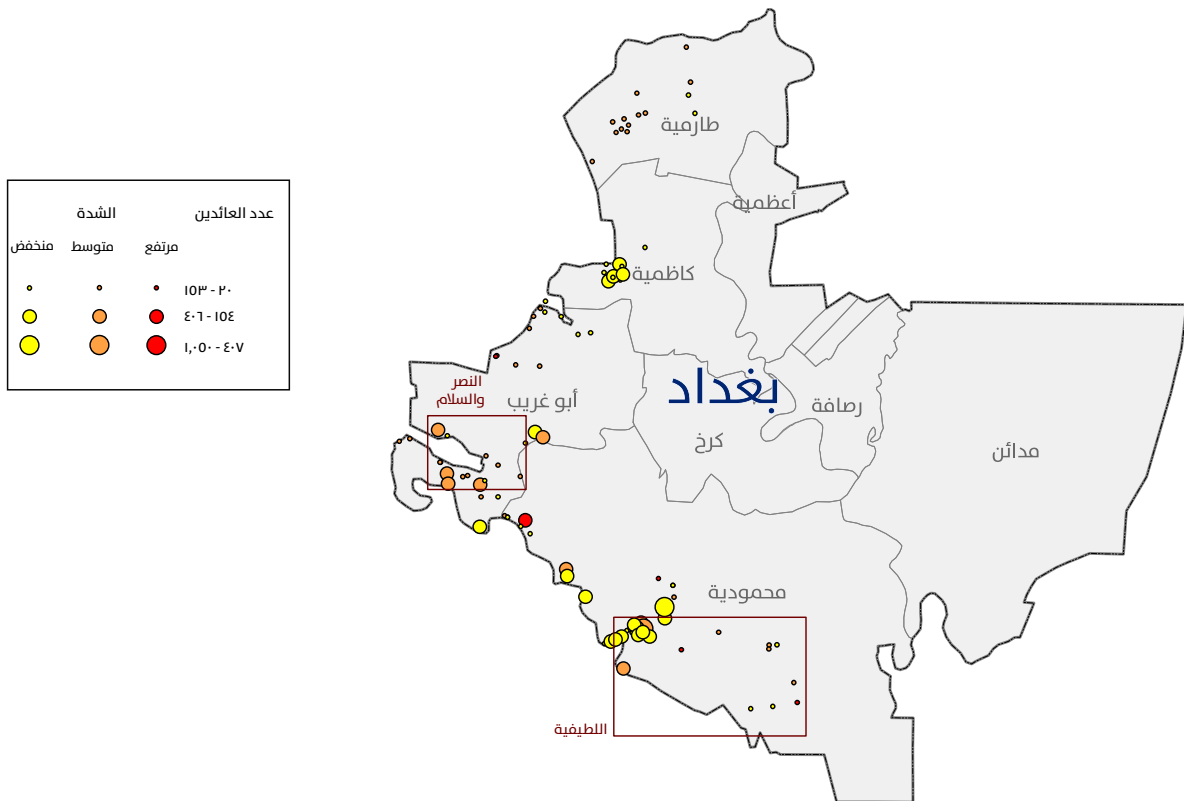 عدد العائدين
الشدة
مرتفع
متوسط
منخفض
٢٠ - ١٥٣
١٥٤ - ٤٠٦
٤٠٧ - ١,٠٥٠
طارمية
أعظمية
كاظمية
النصر
والسلام
أبو غريب
بغداد
رصافة
كرخ
مدائن
محمودية
اللطيفية